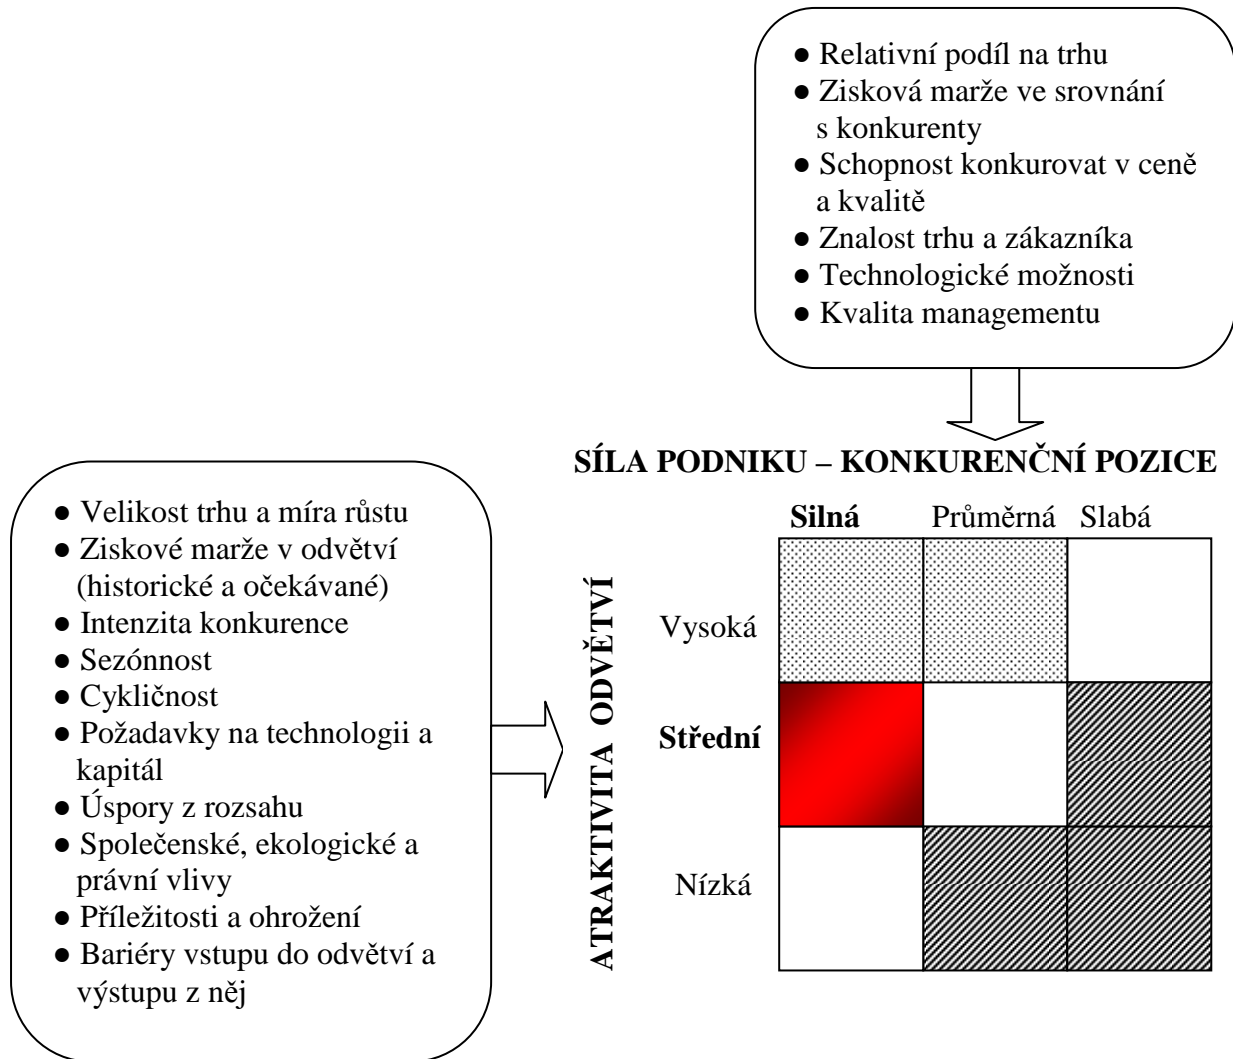 ● Relativní podíl na trhu
● Zisková marže ve srovnání
s konkurenty
● Schopnost konkurovat v ceně
a kvalitě
● Znalost trhu a zákazníka
● Technologické možnosti
● Kvalita managementu
SÍLA PODNIKU – KONKURENČNÍ POZICE
Silná Průměrná Slabá
● Velikost trhu a míra růstu
● Ziskové marže v odvětví
(historické a očekávané)
● Intenzita konkurence
● Sezónnost
● Cykličnost
● Požadavky na technologii a
kapitál
● Úspory z rozsahu
● Společenské, ekologické a
právní vlivy
● Příležitosti a ohrožení
● Bariéry vstupu do odvětví a
výstupu z něj
ATRAKTIVITA ODVĚTVÍ
Vysoká
Střední
Nízká